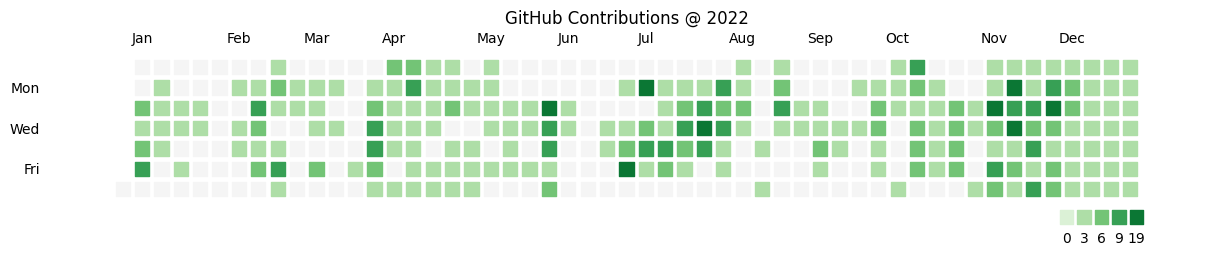 GitHub Contributions @ 2022
Jan Feb Mar Apr May Jun Jul Aug Sep Oct Nov Dec
Mon
Wed
Fri
0 3 6 9 19